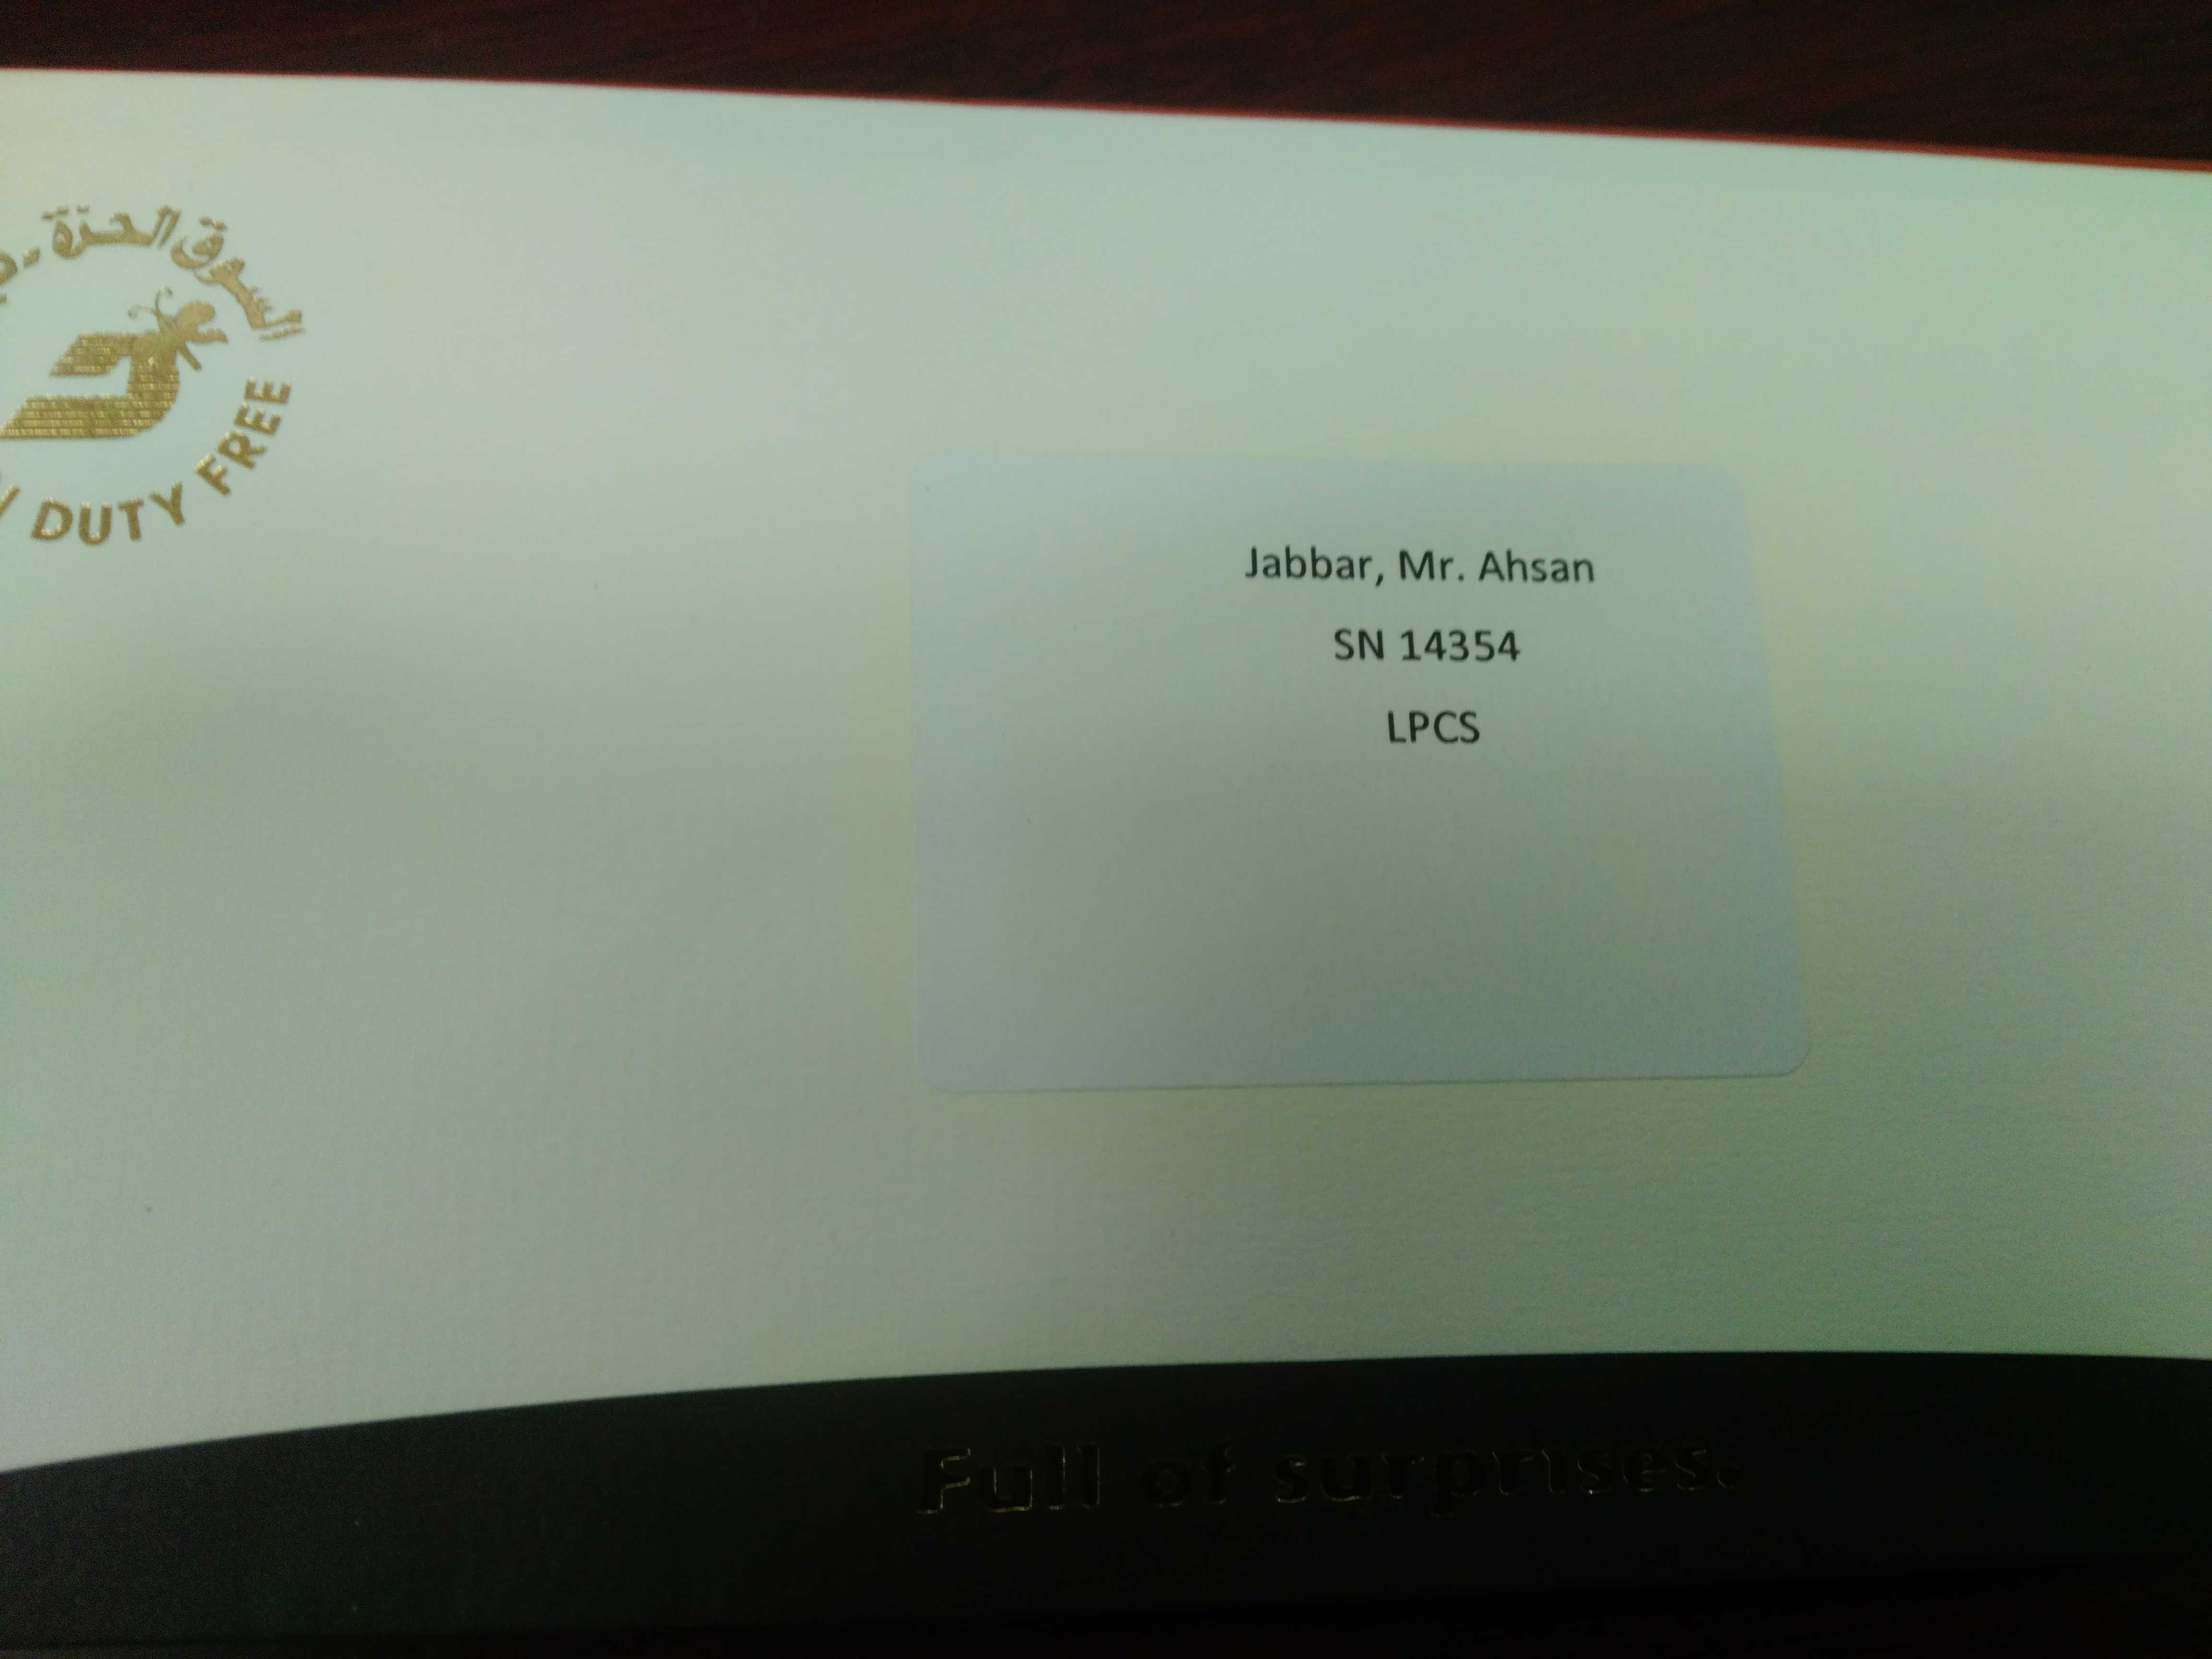 السوق الحرة -
DUTY FREE
Jabbar, Mr. Ahsan
SN 14354
LPCS
Full of surprises.